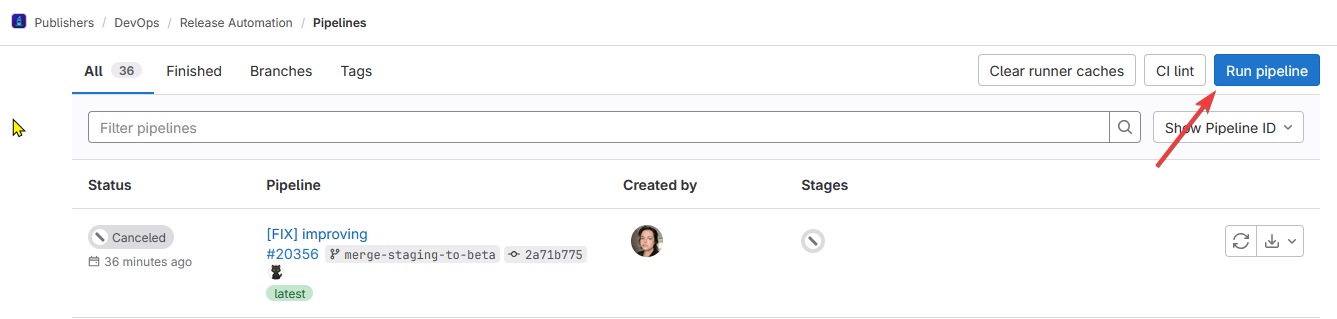 Publishers / DevOps / Release Automation / Pipelines
All 36 Finished Branches Tags Clear runner caches CI lint Run pipeline
Filter pipelines Show Pipeline ID
Status Pipeline Created by Stages
Canceled [FIX] improving
#20356 merge-staging-to-beta 2a71b775
36 minutes ago
latest